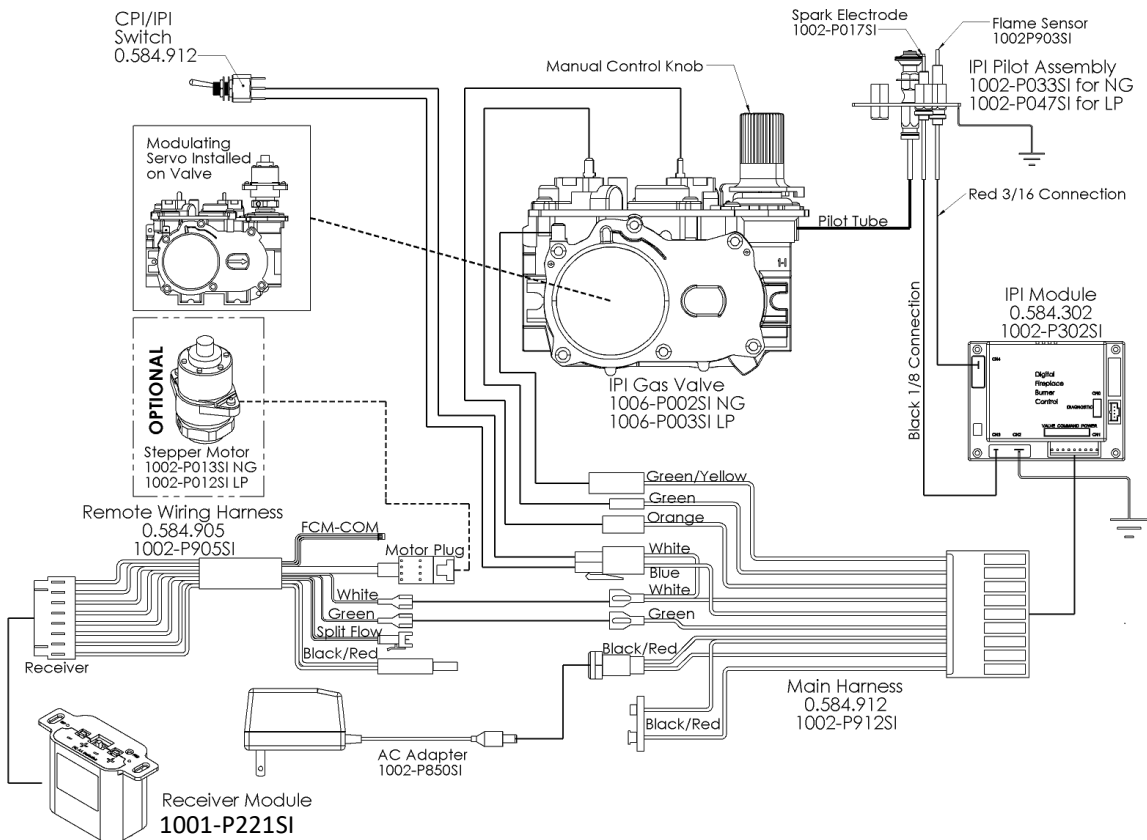 CPI/IPI
Switch
0.584.912
Spark Electrode
1002-P017SI
Flame Sensor
1002P903SI
IPI Pilot Assembly
1002-P033SI for NG
1002-P047SI for LP
Manual Control Knob
Modulating
Servo Installed
on Valve
Pilot Tube
Red 3/16 Connection
Black 1/8 Connection
IPI Module
0.584.302
1002-P302SI
CN4
Digital
Fireplace
Burner
Control
CN5
DIAGNOSTIC
VALVE COMMAND POWER
CN3
CN2
CN1
IPI Gas Valve
1006-P002SI NG
1006-P003SI LP
OPTIONAL
Stepper Motor
1002-P013SI NG
1002-P012SI LP
Remote Wiring Harness
0.584.905
1002-P905SI
FCM-COM
Motor Plug
White
Green
Split Flow
Black/Red
Receiver
Green/Yellow
Green
Orange
White
Blue
White
Green
Black/Red
Black/Red
Main Harness
0.584.912
1002-P912SI
AC Adapter
1002-P850SI
Receiver Module
1001-P221SI